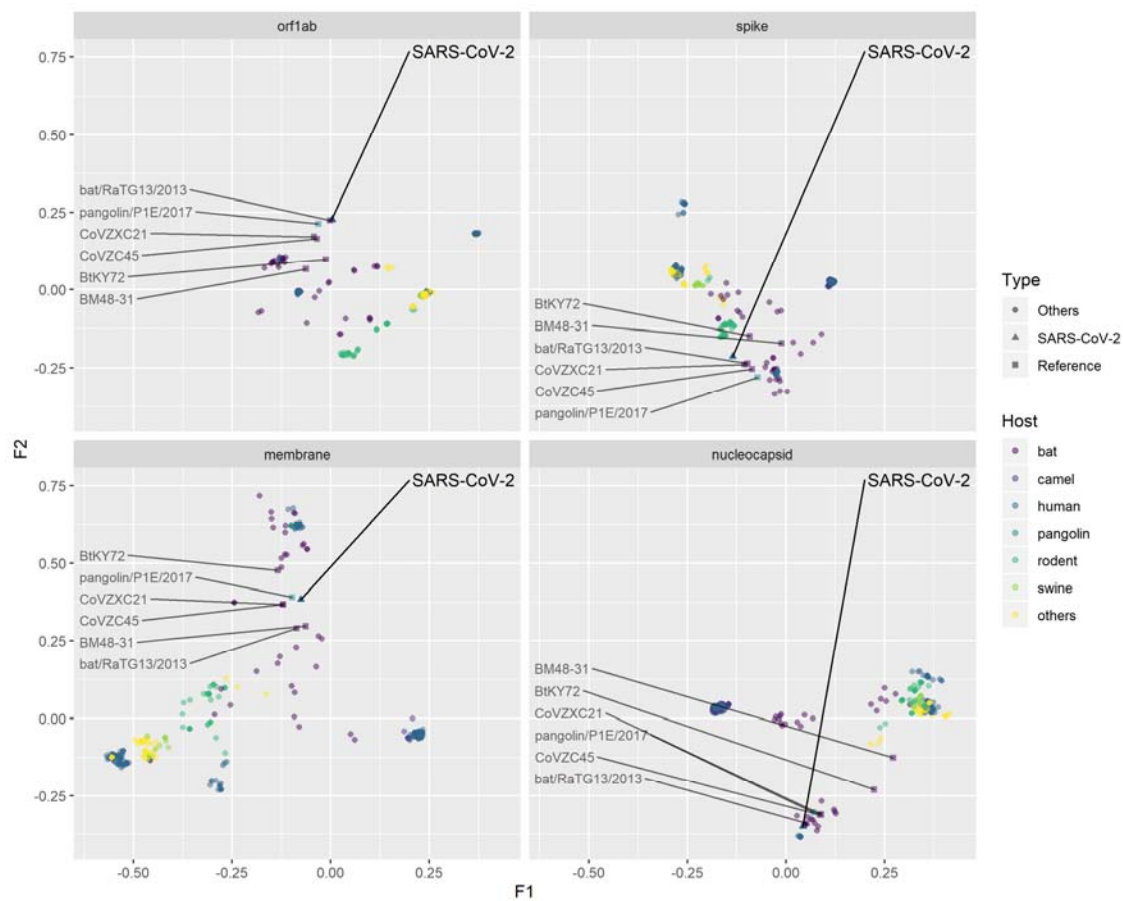 orf1ab
spike
SARS-CoV-2
SARS-CoV-2
0.75
0.50
0.25
0.00
-0.25
bat/RaTG13/2013
pangolin/P1E/2017
CoVZXC21
CoVZC45
BtKY72
BM48-31
BtKY72
BM48-31
bat/RaTG13/2013
CoVZXC21
CoVZC45
pangolin/P1E/2017
F2
membrane
nucleocapsid
SARS-CoV-2
SARS-CoV-2
0.75
0.50
0.25
0.00
-0.25
BtKY72
pangolin/P1E/2017
CoVZXC21
CoVZC45
BM48-31
bat/RaTG13/2013
BM48-31
BtKY72
CoVZXC21
pangolin/P1E/2017
CoVZC45
bat/RaTG13/2013
-0.50
-0.25
0.00
0.25
-0.50
-0.25
0.00
0.25
F1
Type
Others
SARS-CoV-2
Reference
Host
bat
camel
human
pangolin
rodent
swine
others